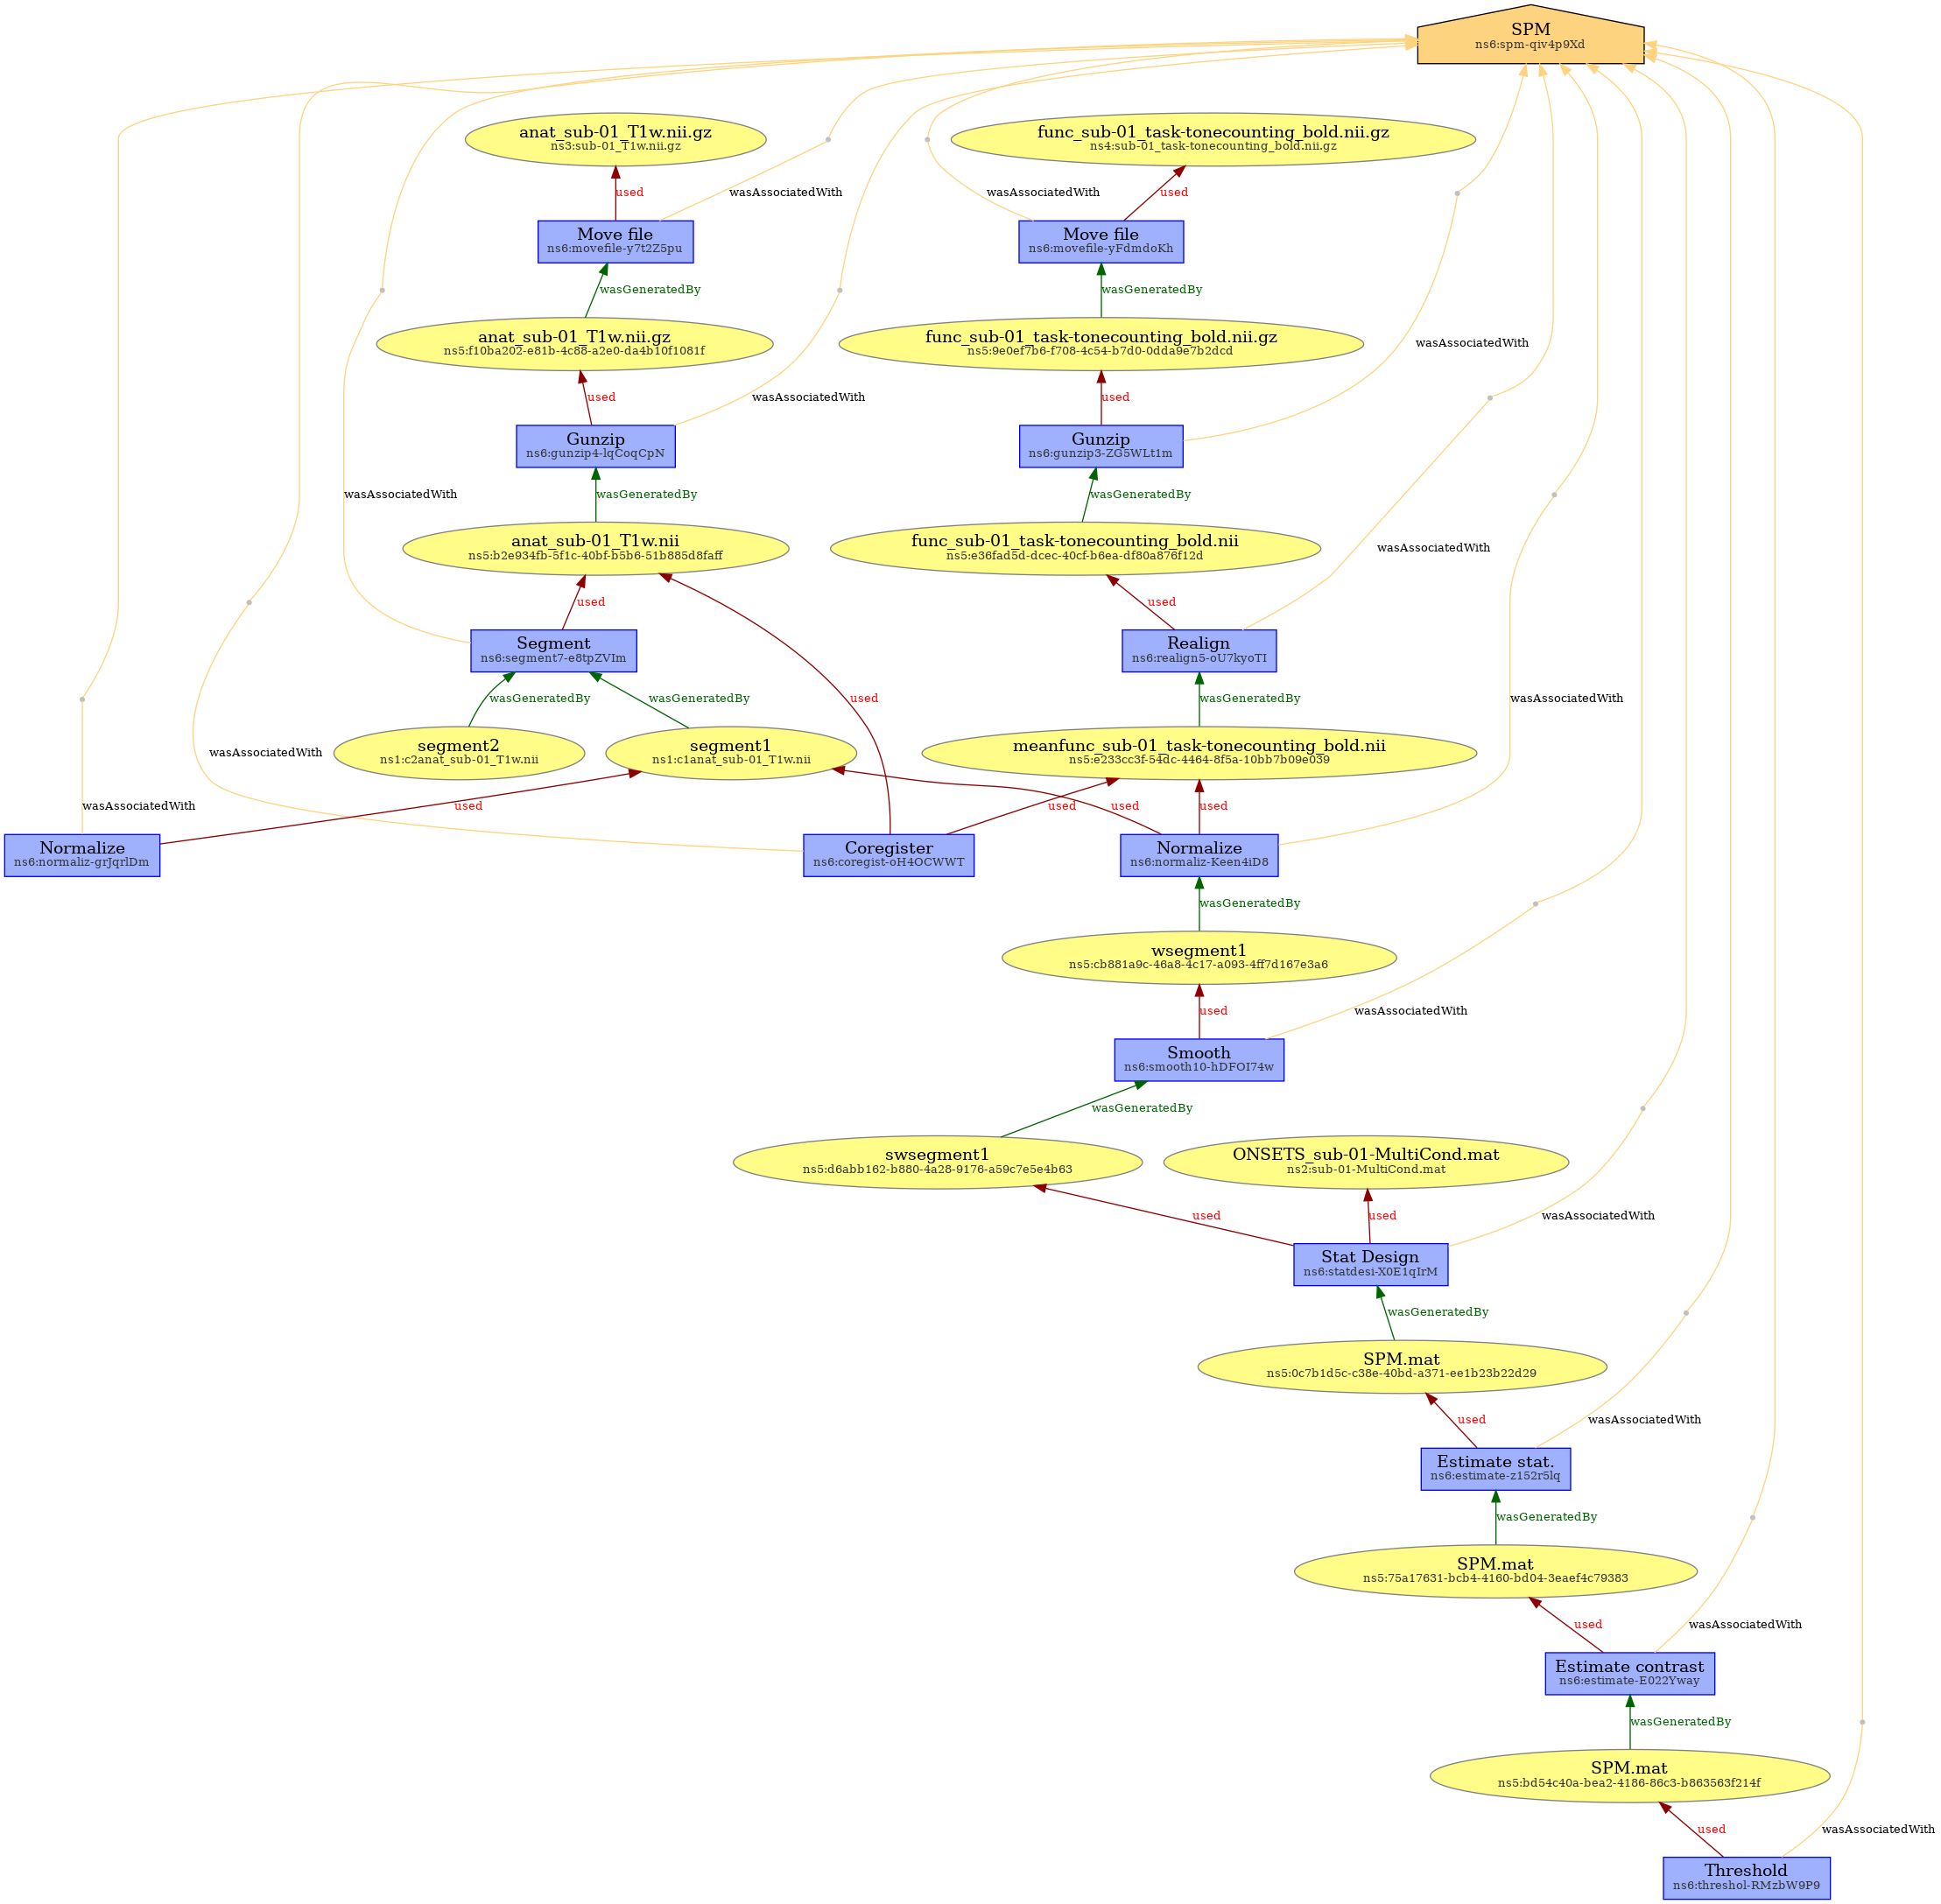 SPM
ns6:spm-qiv4p9Xd
anat_sub-01_T1w.nii.gz
ns3:sub-01_T1w.nii.gz
func_sub-01_task-tonecounting_bold.nii.gz
ns4:sub-01_task-tonecounting_bold.nii.gz
used
wasAssociatedWith
wasAssociatedWith
used
Move file
ns6:movefile-y7t2Z5pu
Move file
ns6:movefile-yFdmdoKh
wasGeneratedBy
wasGeneratedBy
anat_sub-01_T1w.nii.gz
ns5:f10ba202-e81b-4c88-a2e0-da4b10f1081f
func_sub-01_task-tonecounting_bold.nii.gz
ns5:9e0ef7b6-f708-4c54-b7d0-0dda9e7b2dcd
wasAssociatedWith
used
wasAssociatedWith
used
Gunzip
ns6:gunzip4-lqCoqCpN
Gunzip
ns6:gunzip3-ZG5WLt1m
wasAssociatedWith
wasGeneratedBy
wasGeneratedBy
anat_sub-01_T1w.nii
ns5:b2e934fb-5f1c-40bf-b5b6-51b885d8faff
func_sub-01_task-tonecounting_bold.nii
ns5:e36fad5d-dcec-40cf-b6ea-df80a876f12d
wasAssociatedWith
used
used
Segment
ns6:segment7-e8tpZVIm
Realign
ns6:realign5-oU7kyoTI
wasGeneratedBy
wasGeneratedBy
used
wasGeneratedBy
wasAssociatedWith
segment2
ns1:c2anat_sub-01_T1w.nii
segment1
ns1:c1anat_sub-01_T1w.nii
meanfunc_sub-01_task-tonecounting_bold.nii
ns5:e233cc3f-54dc-4464-8f5a-10bb7b09e039
wasAssociatedWith
wasAssociatedWith
used
used
used
used
Normalize
ns6:normaliz-grJqrlDm
Coregister
ns6:coregist-oH4OCWWT
Normalize
ns6:normaliz-Keen4iD8
wasGeneratedBy
wsegment1
ns5:cb881a9c-46a8-4c17-a093-4ff7d167e3a6
used
wasAssociatedWith
Smooth
ns6:smooth10-hDFOI74w
wasGeneratedBy
swsegment1
ns5:d6abb162-b880-4a28-9176-a59c7e5e4b63
ONSETS_sub-01-MultiCond.mat
ns2:sub-01-MultiCond.mat
used
used
wasAssociatedWith
Stat Design
ns6:statdesi-X0E1qIrM
wasGeneratedBy
SPM.mat
ns5:0c7b1d5c-c38e-40bd-a371-ee1b23b22d29
used
wasAssociatedWith
Estimate stat.
ns6:estimate-z152r5lq
wasGeneratedBy
SPM.mat
ns5:75a17631-bcb4-4160-bd04-3eaef4c79383
used
wasAssociatedWith
Estimate contrast
ns6:estimate-E022Yway
wasGeneratedBy
SPM.mat
ns5:bd54c40a-bea2-4186-86c3-b863563f214f
used
wasAssociatedWith
Threshold
ns6:threshol-RMzbW9P9